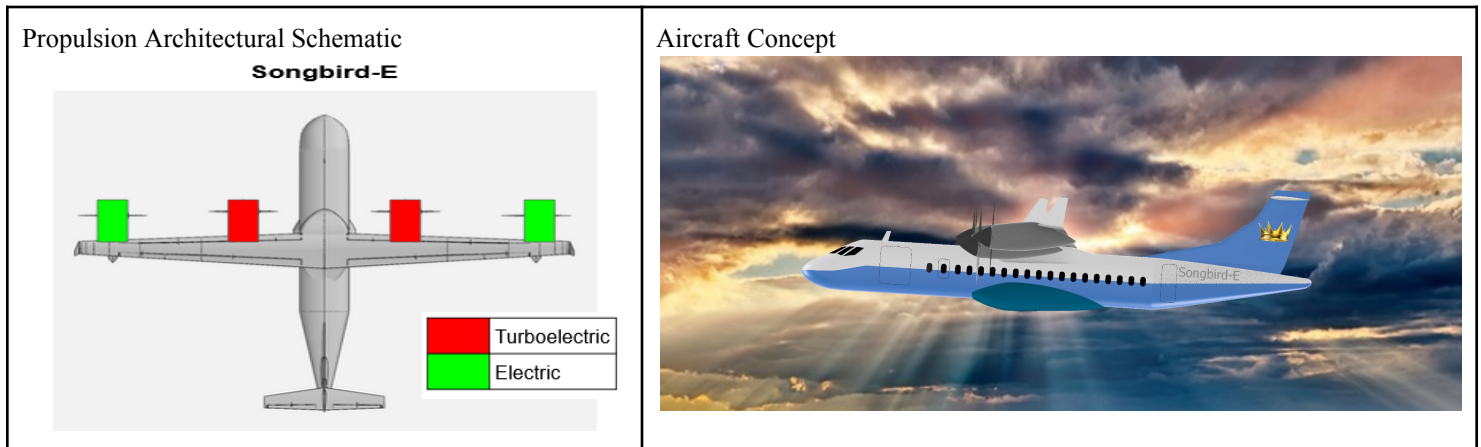 Propulsion Architectural Schematic
Songbird-E
Turboelectric
Electric
Aircraft Concept
Songbird-E